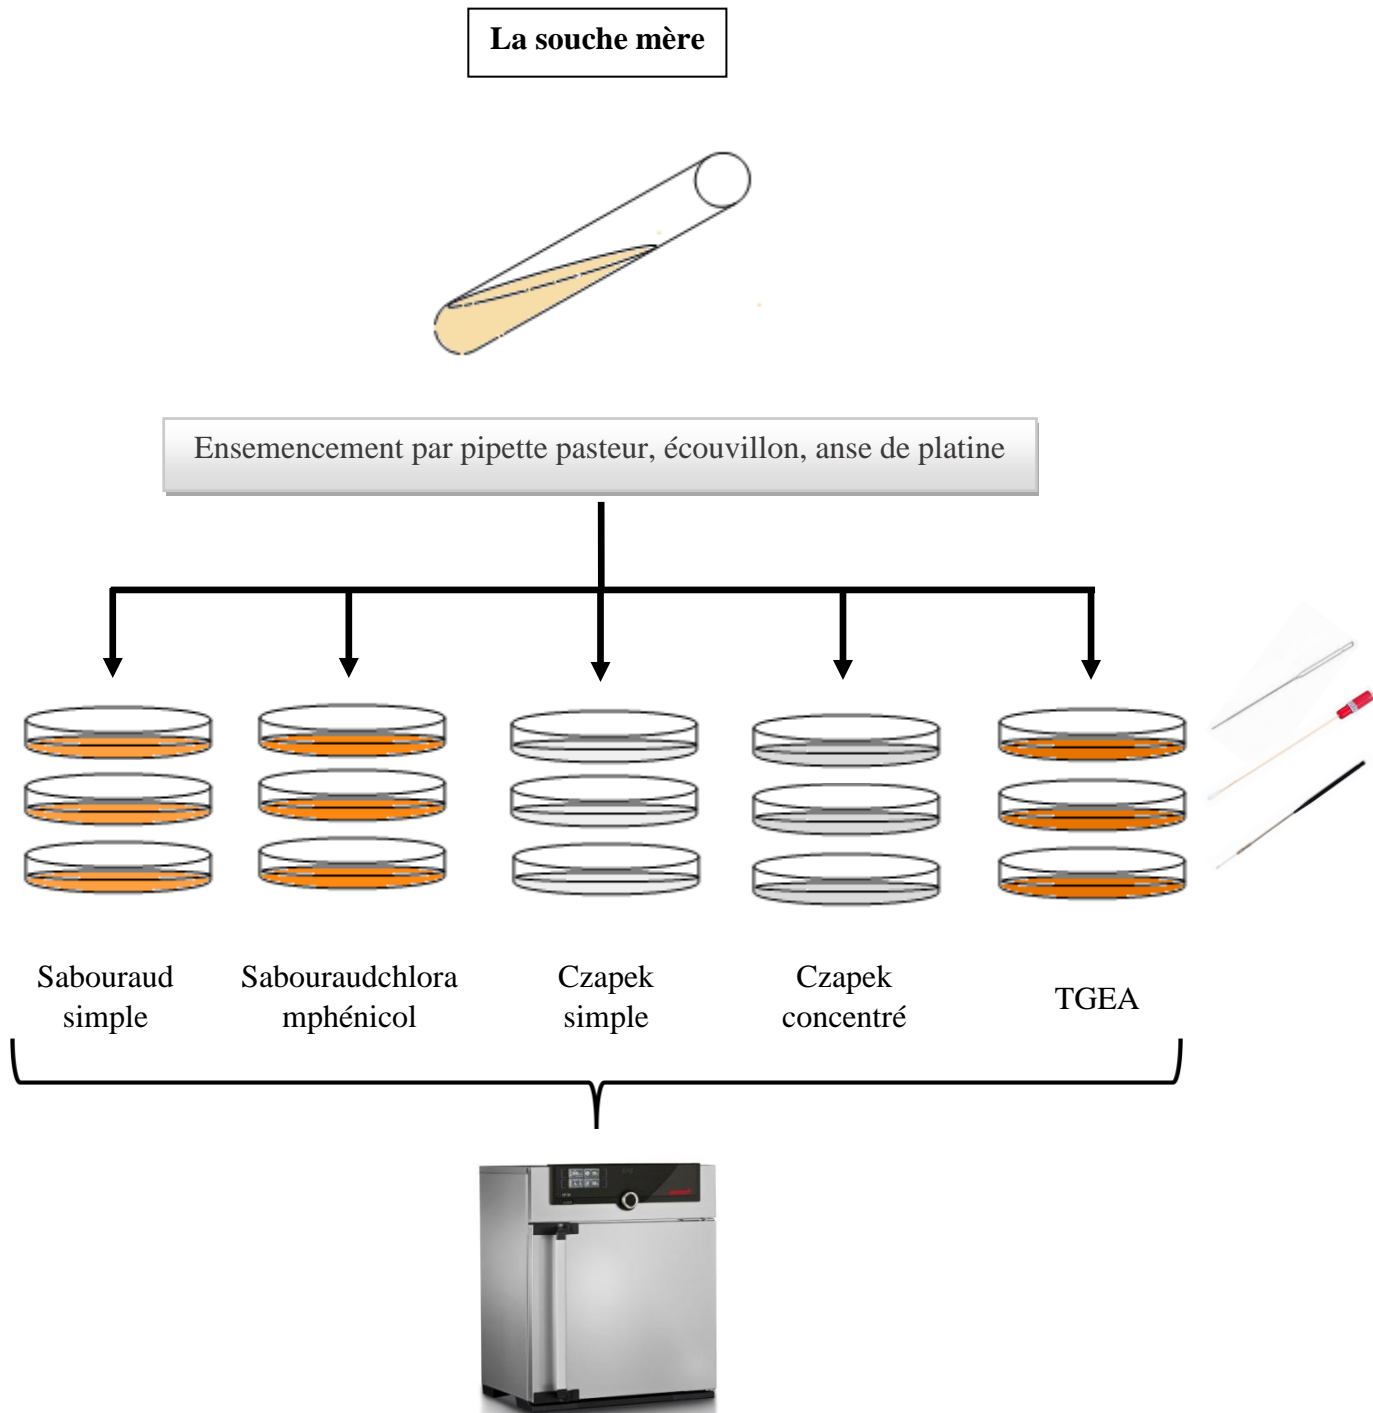 La souche mère
Ensemencement par pipette pasteur, écouvillon, anse de platine
Sabouraud
simple
Sabouraudchlora
mphénicol
Czapek
simple
Czapek
concentré
TGEA